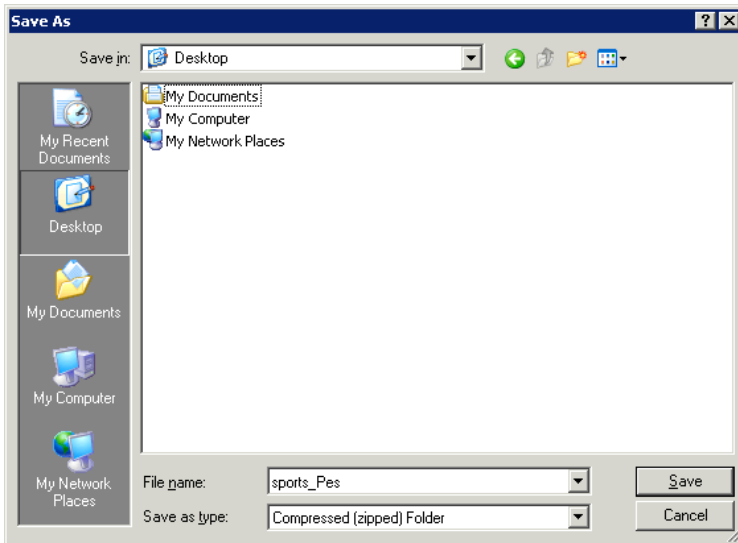 Save As
Save in:
Desktop
My Recent
Documents
Desktop
My Documents
My Computer
My Network
Places
My Documents
My Computer
My Network Places
File name:
sports_Pes
Save
Save as type:
Compressed (zipped) Folder
Cancel